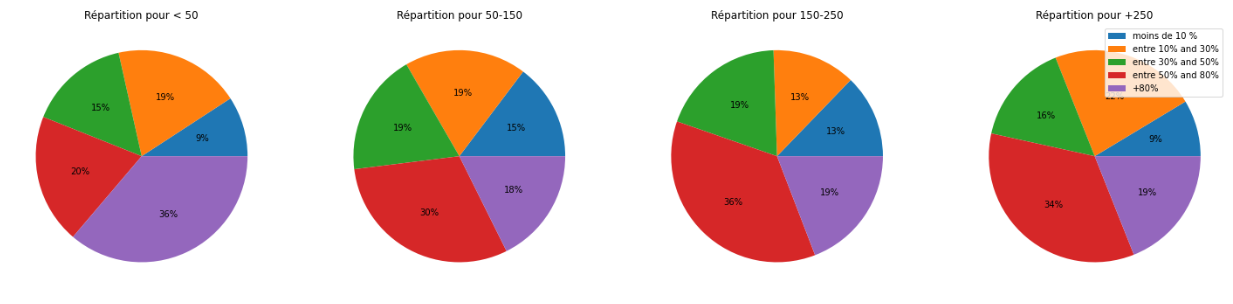 Répartition pour < 50
19%
15%
9%
20%
36%
Répartition pour 50-150
19%
19%
15%
30%
18%
Répartition pour 150-250
13%
19%
13%
36%
19%
Répartition pour +250
moins de 10 %
entre 10% and 30%
entre 30% and 50%
entre 50% and 80%
+80%
16%
9%
34%
19%